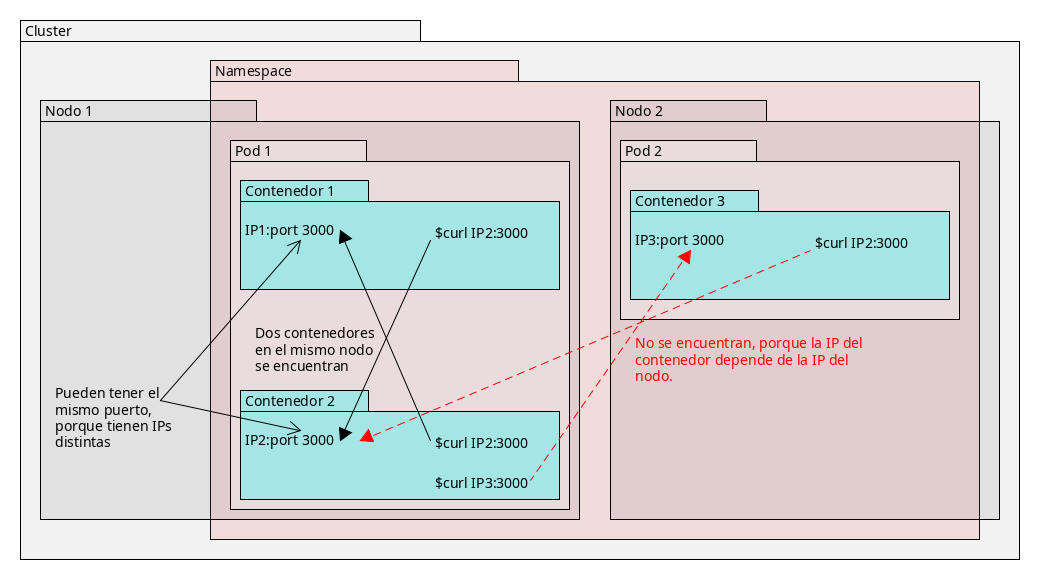 Cluster
Namespace
Nodo 1
Nodo 2
Pod 1
Pod 2
Contenedor 1
Contenedor 3
IP1:port 3000
$curl IP2:3000
IP3:port 3000
$curl IP2:3000
Dos contenedores
en el mismo nodo
se encuentran
No se encuentran, porque la IP del
contenedor depende de la IP del
nodo.
Pueden tener el
mismo puerto,
porque tienen IPs
distintas
Contenedor 2
IP2:port 3000
$curl IP2:3000
$curl IP3:3000